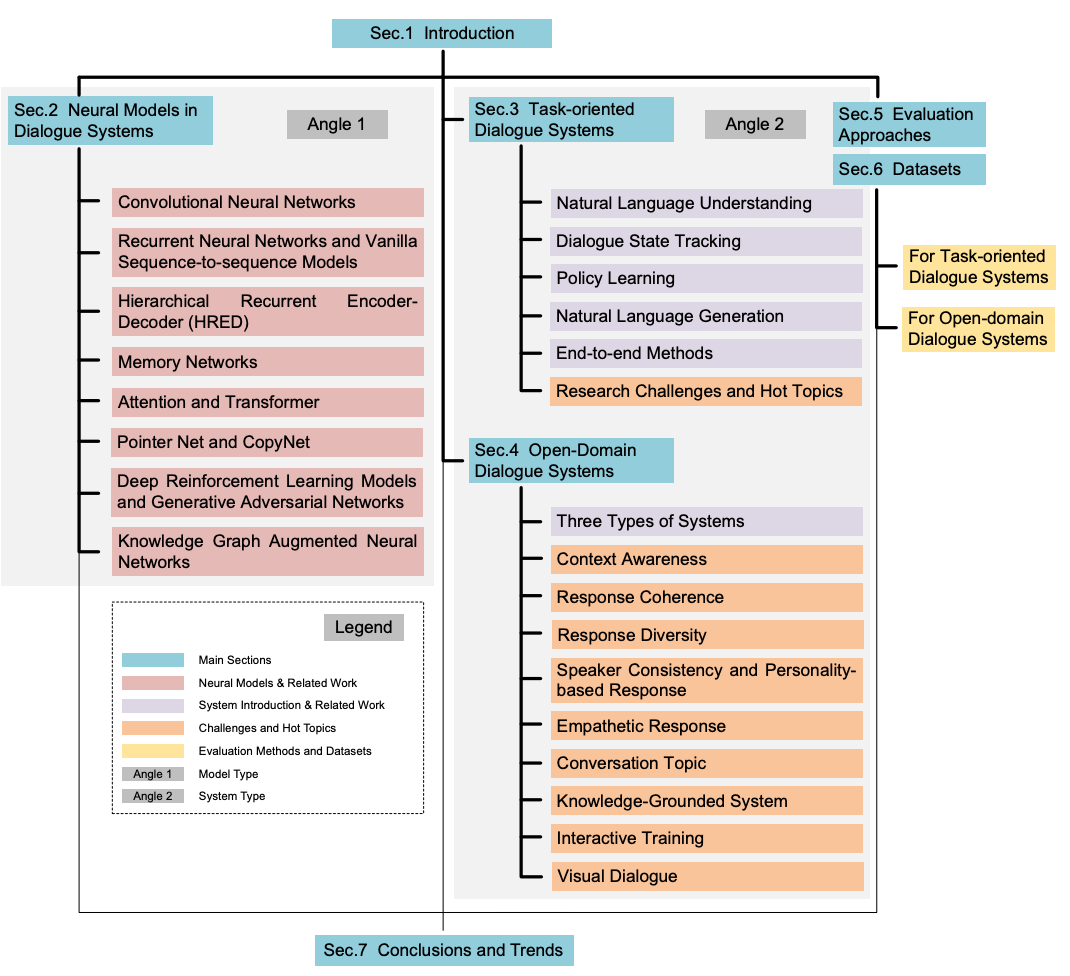 Sec.1 Introduction
Sec.2 Neural Models in
Dialogue Systems
Angle 1
Convolutional Neural Networks
Recurrent Neural Networks and Vanilla
Sequence-to-sequence Models
Hierarchical Recurrent Encoder-
Decoder (HRED)
Memory Networks
Attention and Transformer
Pointer Net and CopyNet
Deep Reinforcement Learning Models
and Generative Adversarial Networks
Knowledge Graph Augmented Neural
Networks
Sec.3 Task-oriented
Dialogue Systems
Angle 2
Natural Language Understanding
Dialogue State Tracking
Policy Learning
Natural Language Generation
End-to-end Methods
Research Challenges and Hot Topics
Sec.4 Open-Domain
Dialogue Systems
Three Types of Systems
Context Awareness
Response Coherence
Response Diversity
Speaker Consistency and Personality-
based Response
Empathetic Response
Conversation Topic
Knowledge-Grounded System
Interactive Training
Visual Dialogue
Sec.5 Evaluation
Approaches
Sec.6 Datasets
For Task-oriented
Dialogue Systems
For Open-domain
Dialogue Systems
Legend
Main Sections
Neural Models & Related Work
System Introduction & Related Work
Challenges and Hot Topics
Evaluation Methods and Datasets
Angle 1 Model Type
Angle 2 System Type
Sec.7 Conclusions and Trends